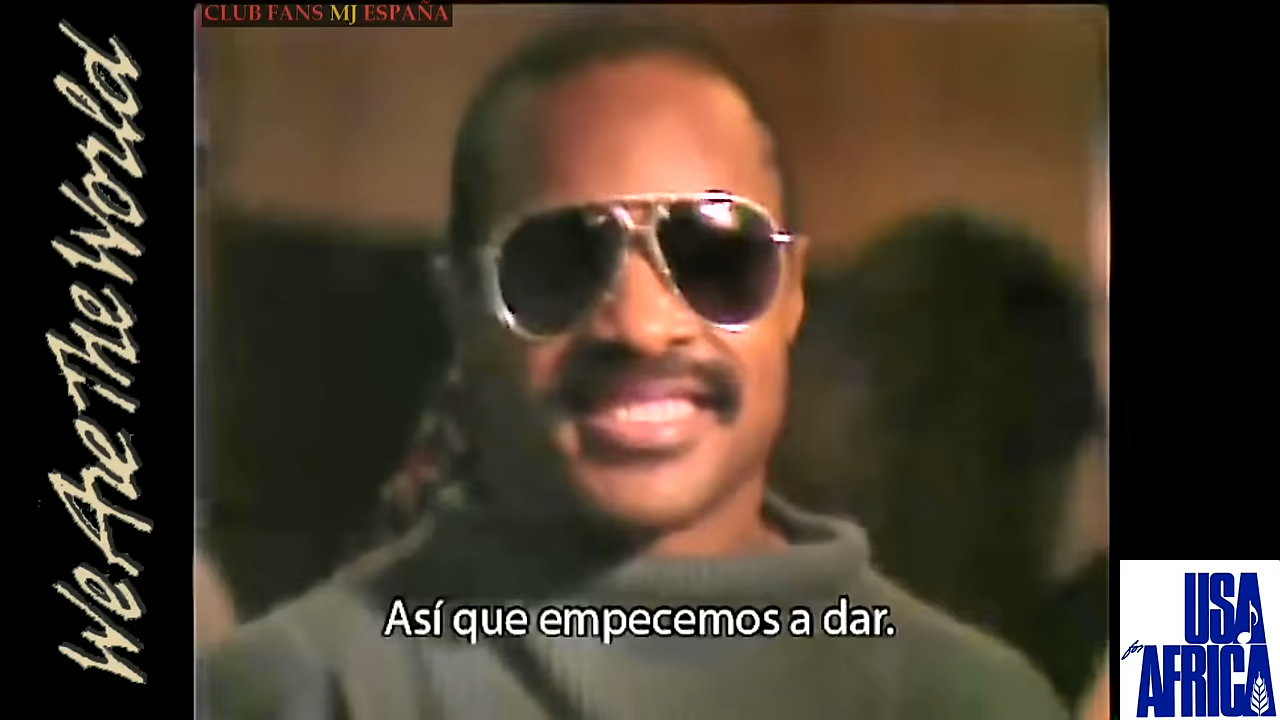 CLUB FANS MJ ESPAÑA
We Are The World
Así que empecemos a dar.
USA
for
AFRICA